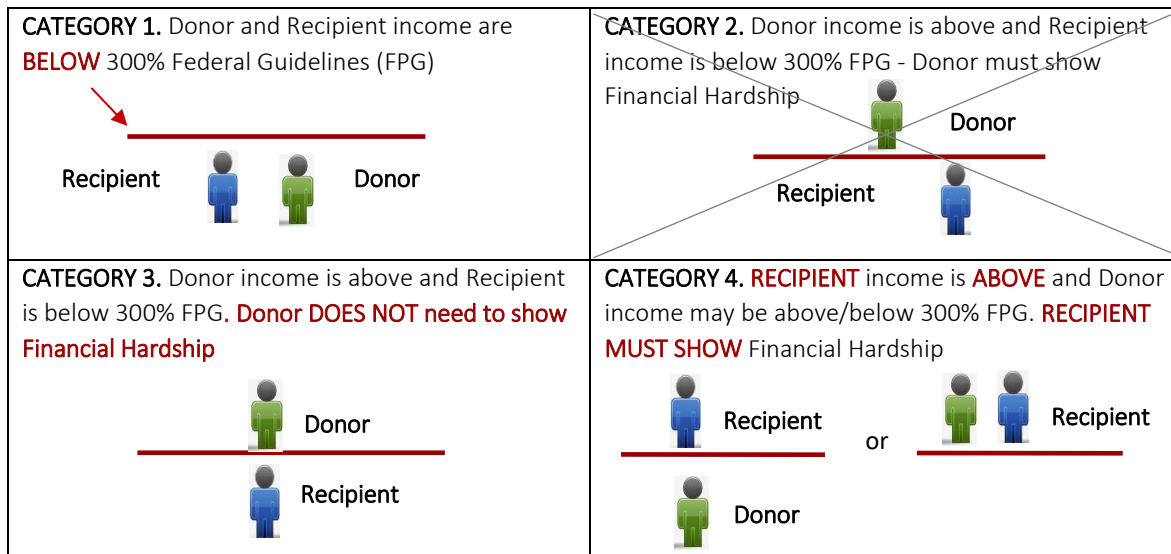 CATEGORY 1. Donor and Recipient income are
BELOW 300% Federal Guidelines (FPG)
Recipient
Donor
CATEGORY 2. Donor income is above and Recipient
income is below 300% FPG - Donor must show
Financial Hardship
Donor
Recipient
CATEGORY 3. Donor income is above and Recipient
is below 300% FPG. Donor DOES NOT need to show
Financial Hardship
Donor
Recipient
CATEGORY 4. RECIPIENT income is ABOVE and Donor
income may be above/below 300% FPG. RECIPIENT
MUST SHOW Financial Hardship
Recipient
or
Recipient
Donor